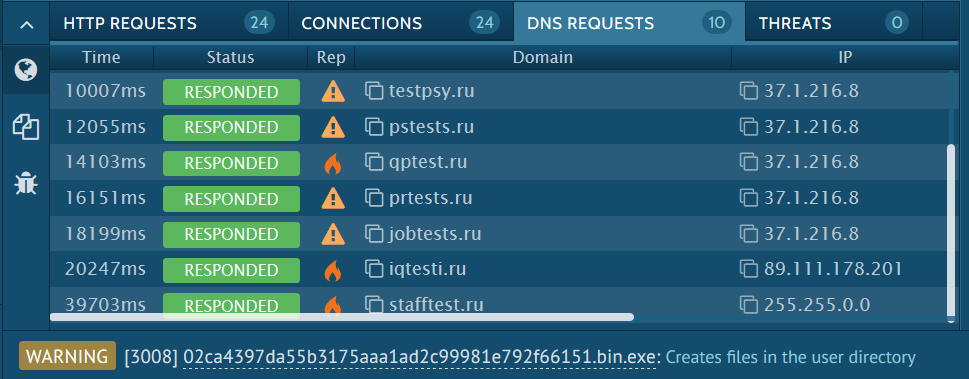 HTTP REQUESTS 24 CONNECTIONS 24 DNS REQUESTS 10 THREATS 0
Time Status Rep Domain IP
10007ms RESPONDED testpsy.ru 37.1.216.8
12055ms RESPONDED pstests.ru 37.1.216.8
14103ms RESPONDED qptest.ru 37.1.216.8
16151ms RESPONDED prtests.ru 37.1.216.8
18199ms RESPONDED jobtests.ru 37.1.216.8
20247ms RESPONDED iqtesti.ru 89.111.178.201
39703ms RESPONDED stafftest.ru 255.255.0.0
WARNING [3008] 02ca4397da55b3175aaa1ad2c99981e792f66151.bin.exe: Creates files in the user directory